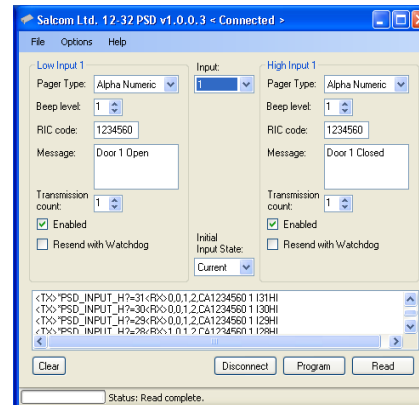 Salcom Ltd. 12-32 PSD v1.0.0.3 < Connected >
File Options Help
Low Input 1
Pager Type: Alpha Numeric
Beep level: 1
RIC code: 1234560
Message: Door 1 Open
Transmission
count: 1
Enabled
Resend with Watchdog
Input:
1
Initial
Input State:
Current
High Input 1
Pager Type: Alpha Numeric
Beep level: 1
RIC code: 1234560
Message: Door 1 Closed
Transmission
count: 1
Enabled
Resend with Watchdog
<TX>*PSD_INPUT_H?=31<RX>0,0,1,2,CA1234560 1 I31HI
<TX>*PSD_INPUT_H?=30<RX>0,0,1,2,CA1234560 1 I30HI
<TX>*PSD_INPUT_H?=29<RX>0,0,1,2,CA1234560 1 I29HI
<TX>*PSD_INPUT_H?=28<RX>1,0,1,2,CA1234560 1 I28HI
Clear Disconnect Program Read
Status: Read complete.